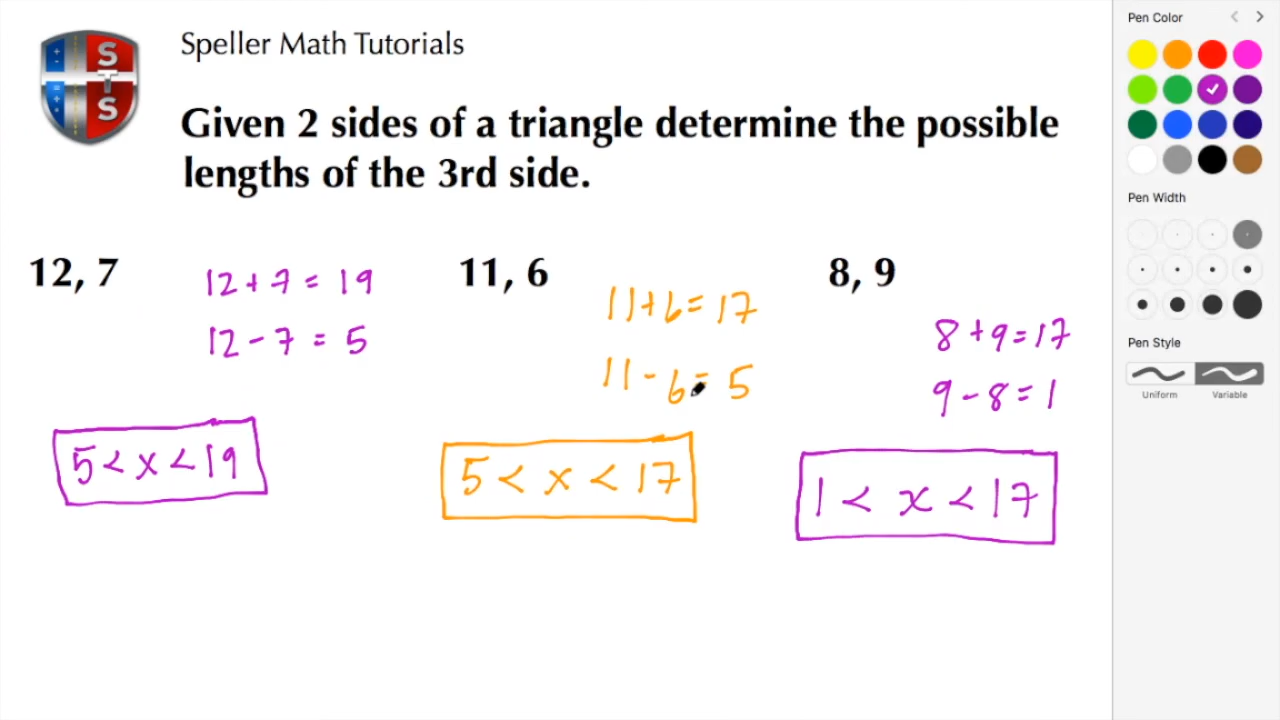 Speller Math Tutorials
STS
Given 2 sides of a triangle determine the possible
lengths of the 3rd side.
12, 7
12 + 7 = 19
12 - 7 = 5
5 < x < 19
11, 6
11 + 6 = 17
11 - 6 = 5
5 < x < 17
8, 9
8 + 9 = 17
9 - 8 = 1
1 < x < 17
Pen Color
Pen Width
Pen Style
Uniform Variable